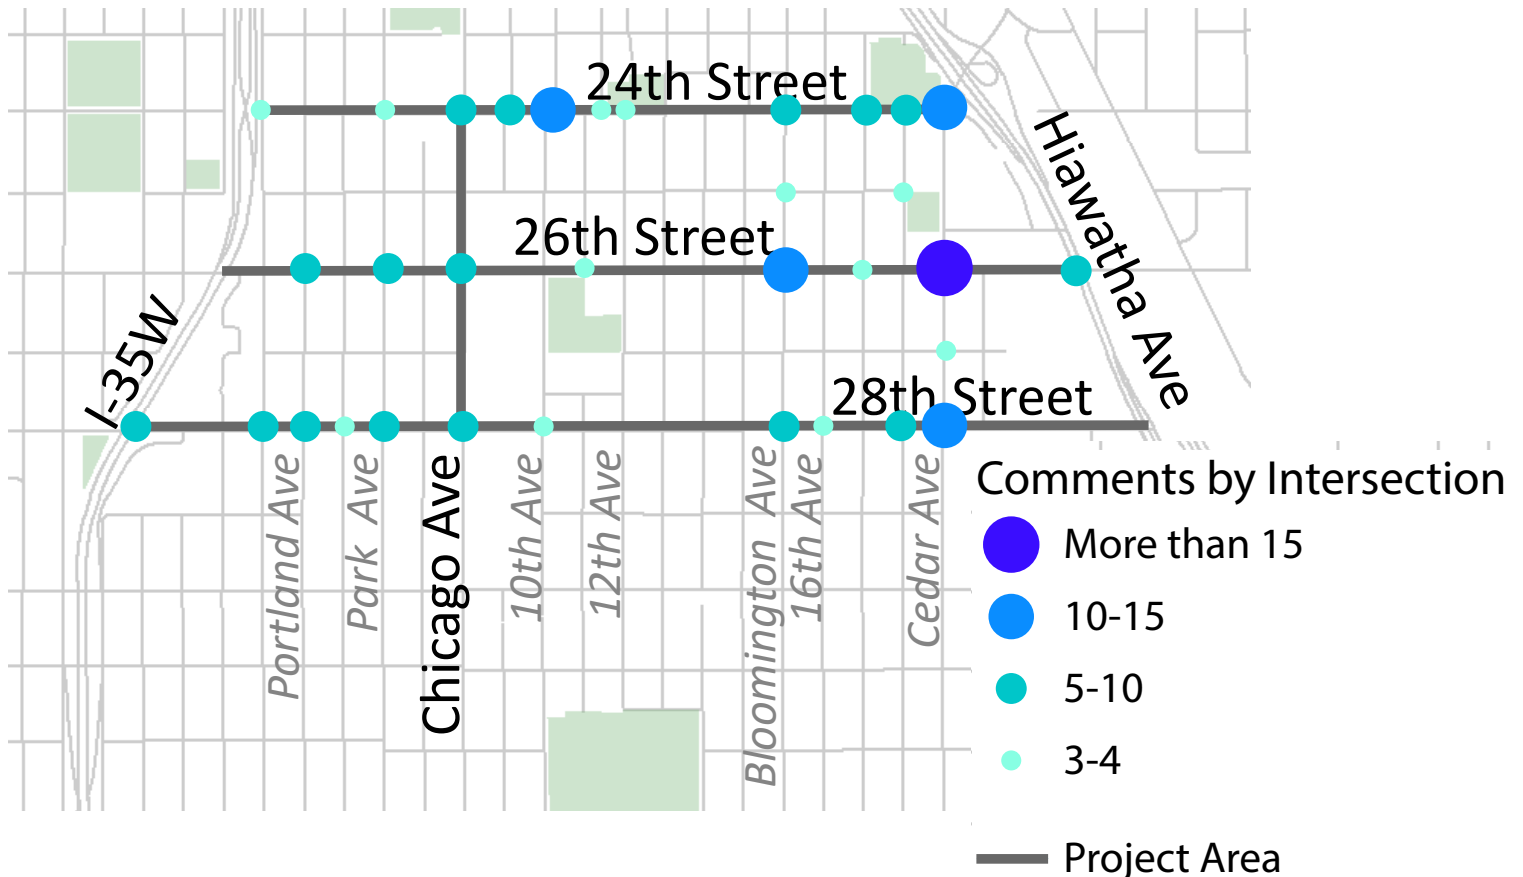 24th Street
Hiawatha Ave
26th Street
I-35W
28th Street
Portland Ave
Park Ave
Chicago Ave
10th Ave
12th Ave
Bloomington Ave
16th Ave
Cedar Ave
Comments by Intersection
More than 15
10-15
5-10
3-4
Project Area